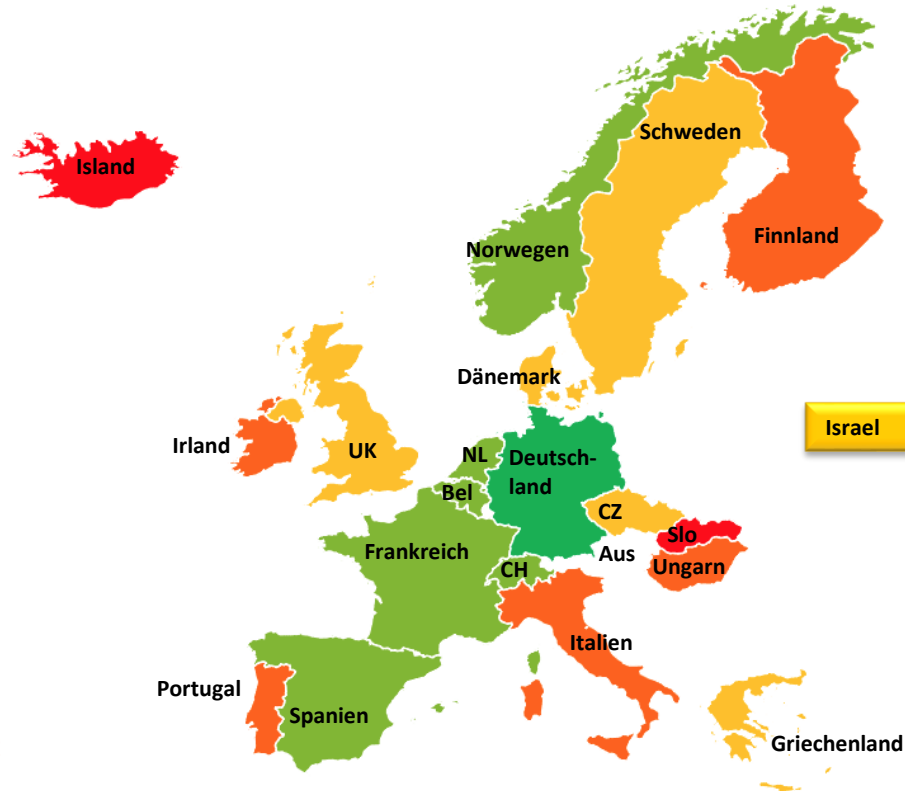 Schweden
Island
Finnland
Norwegen
Dänemark
Israel
Irland
UK
NL
Deutsch-
land
Bel
CZ
Slo
Frankreich
Aus
CH
Ungarn
Italien
Portugal
Spanien
Griechenland